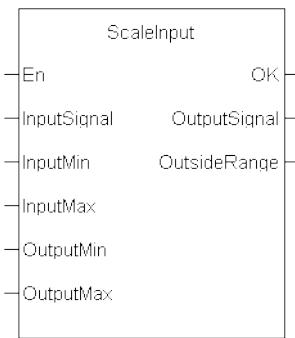 ScaleInput
En OK
InputSignal OutputSignal
InputMin OutsideRange
InputMax
OutputMin
OutputMax